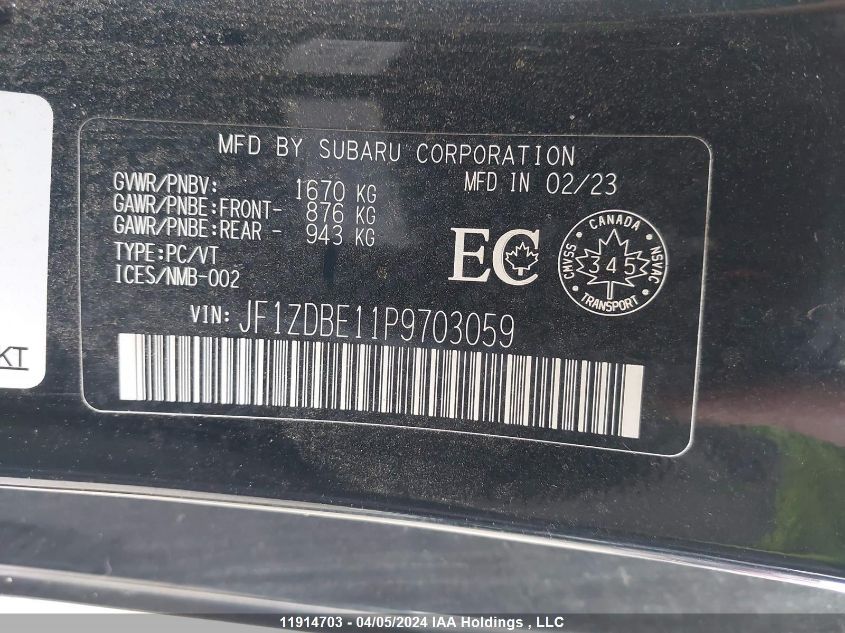 MFD BY SUBARU CORPORATION
GVWR/PNBV: 1670 KG MFD IN 02/23
GAWR/PNBE:FRONT- 876 KG
GAWR/PNBE:REAR - 943 KG
TYPE:PC/VT
ICES/NMB-002
EC
CANADA
CMVSS 345 NSVAC
TRANSPORT
VIN: JF1ZDBE11P9703059
KT
11914703 - 04/05/2024 IAA Holdings , LLC